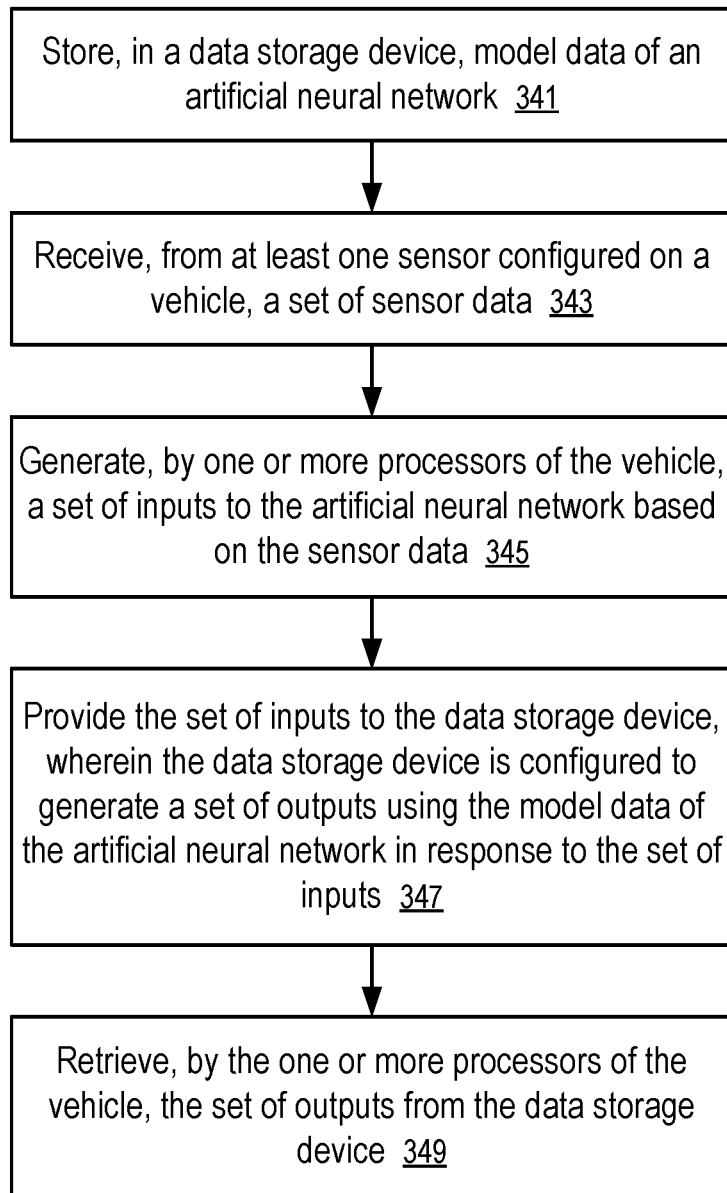 Store, in a data storage device, model data of an
artificial neural network 341
Receive, from at least one sensor configured on a
vehicle, a set of sensor data 343
Generate, by one or more processors of the vehicle,
a set of inputs to the artificial neural network based
on the sensor data 345
Provide the set of inputs to the data storage device,
wherein the data storage device is configured to
generate a set of outputs using the model data of
the artificial neural network in response to the set of
inputs 347
Retrieve, by the one or more processors of the
vehicle, the set of outputs from the data storage
device 349